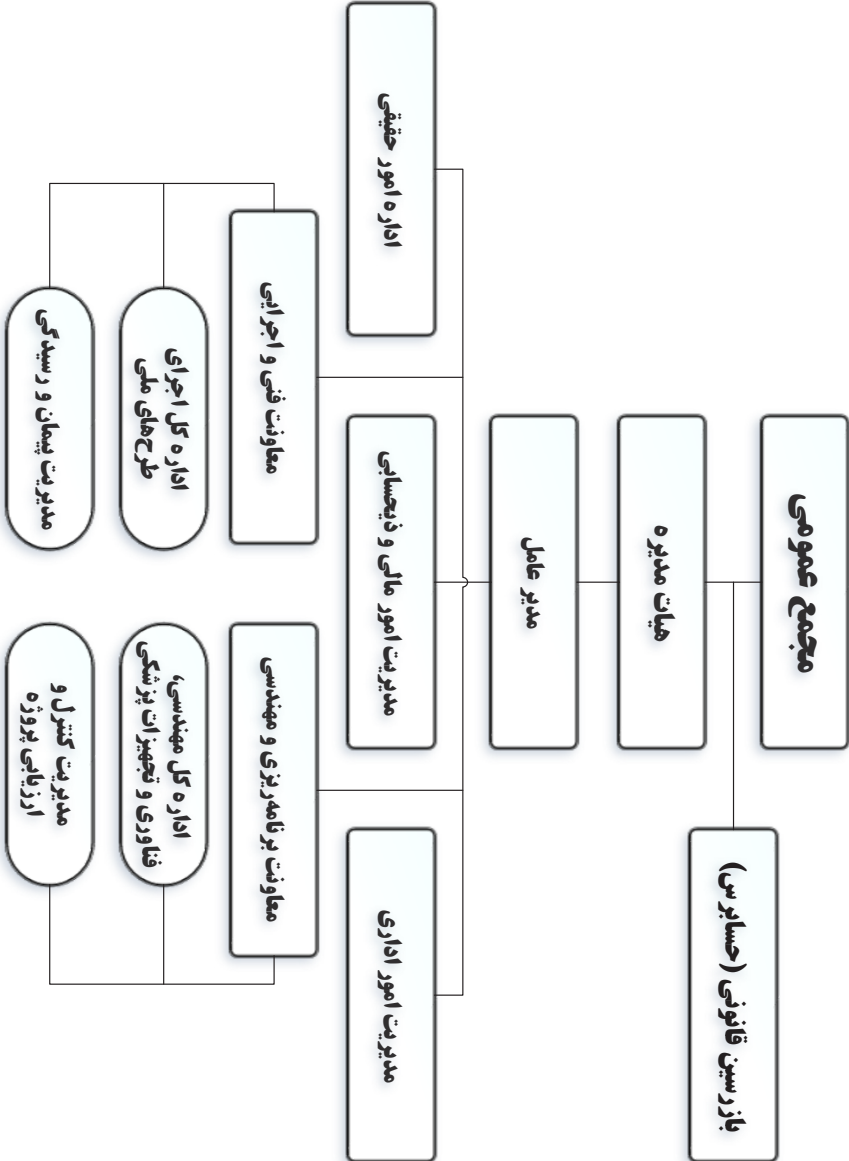 مجمع عمومی
بازرسین قانونی (حسابرس)
هیات مدیره
مدیر عامل
اداره امور حقیقی
مدیریت امور مالی و ذیحسابی
مدیریت امور اداری
معاونت فنی و اجرایی
معاونت برنامه‌ریزی و مهندسی
اداره کل اجرای
طرح‌های ملی
اداره کل مهندسی،
فناوری و تجهیزات پزشکی
مدیریت پیمان و رسیدگی
مدیریت کنترل و
ارزیابی پروژه